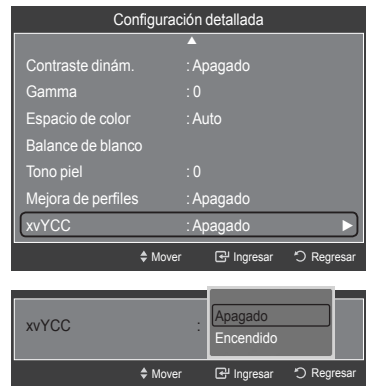 Configuración detallada
Contraste dinám. : Apagado
Gamma : 0
Espacio de color : Auto
Balance de blanco
Tono piel : 0
Mejora de perfiles : Apagado
xvYCC : Apagado
Mover Ingresar Regresar
xvYCC : Apagado
Encendido
Mover Ingresar Regresar